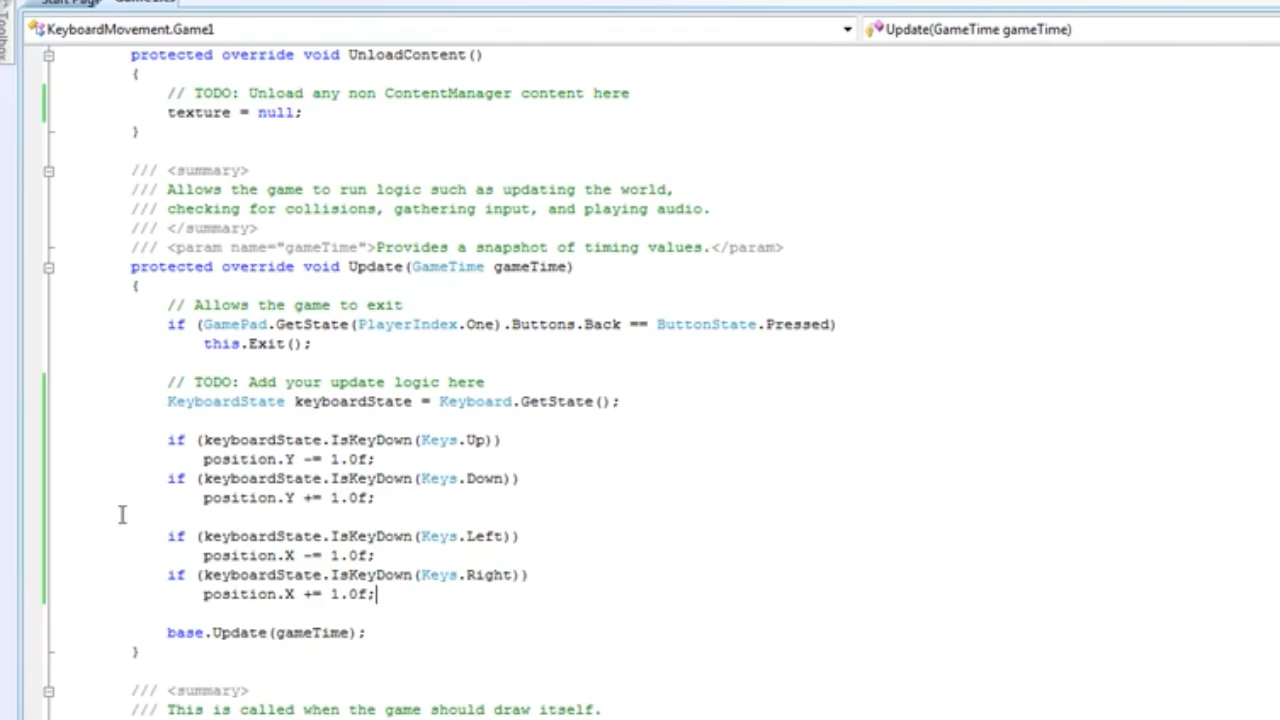 Start Page
Toolbox
KeyboardMovement.Game1
Update(GameTime gameTime)
protected override void UnloadContent()
{
// TODO: Unload any non ContentManager content here
texture = null;
}
/// <summary>
/// Allows the game to run logic such as updating the world,
/// checking for collisions, gathering input, and playing audio.
/// </summary>
/// <param name="gameTime">Provides a snapshot of timing values.</param>
protected override void Update(GameTime gameTime)
{
// Allows the game to exit
if (GamePad.GetState(PlayerIndex.One).Buttons.Back == ButtonState.Pressed)
this.Exit();
// TODO: Add your update logic here
KeyboardState keyboardState = Keyboard.GetState();
if (keyboardState.IsKeyDown(Keys.Up))
position.Y -= 1.0f;
if (keyboardState.IsKeyDown(Keys.Down))
position.Y += 1.0f;
if (keyboardState.IsKeyDown(Keys.Left))
position.X -= 1.0f;
if (keyboardState.IsKeyDown(Keys.Right))
position.X += 1.0f;
base.Update(gameTime);
}
/// <summary>
/// This is called when the game should draw itself.